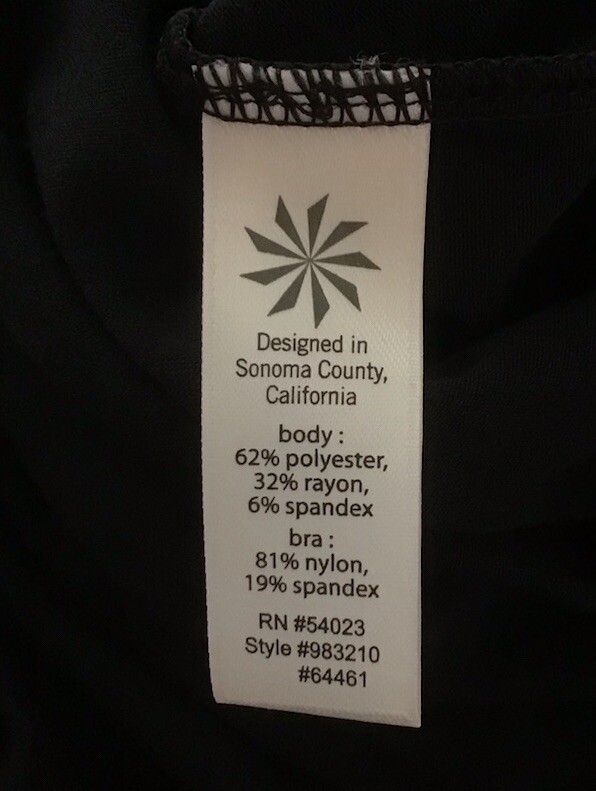 Designed in
Sonoma County,
California
body :
62% polyester,
32% rayon,
6% spandex
bra :
81% nylon,
19% spandex
RN #54023
Style #983210
#64461